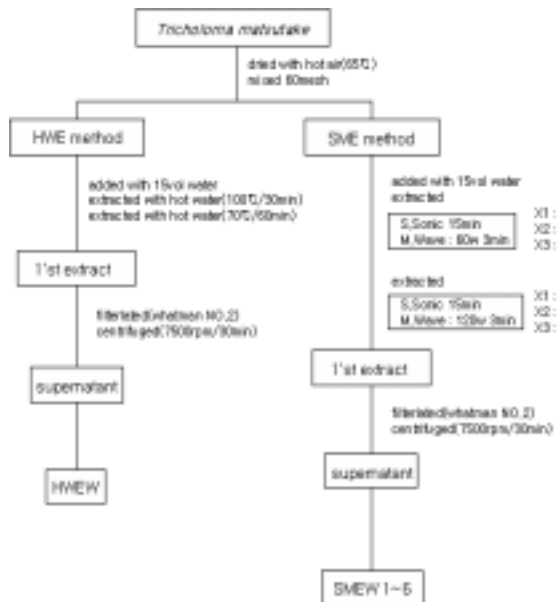 Tricholoma matsutake
dried with hot air(65℃)
mixed 60mesh
HWE method
added with 15vol water
extracted with hot water(100℃/30min)
extracted with hot water(70℃/60min)
1'st extract
filteriated(whatman NO.2)
centrifuged(7500rpm/30min)
supernatant
HWEW
SME method
added with 15vol water
extracted
S.Sonic 15min
M.Wave : 60w 3min
X1 :
X2 :
X3 :
extracted
S.Sonic 15min
M.Wave : 120w 3min
X1 :
X2 :
X3 :
1'st extract
filteriated(whatman NO.2)
centrifuged(7500rpm/30min)
supernatant
SMEW 1~6